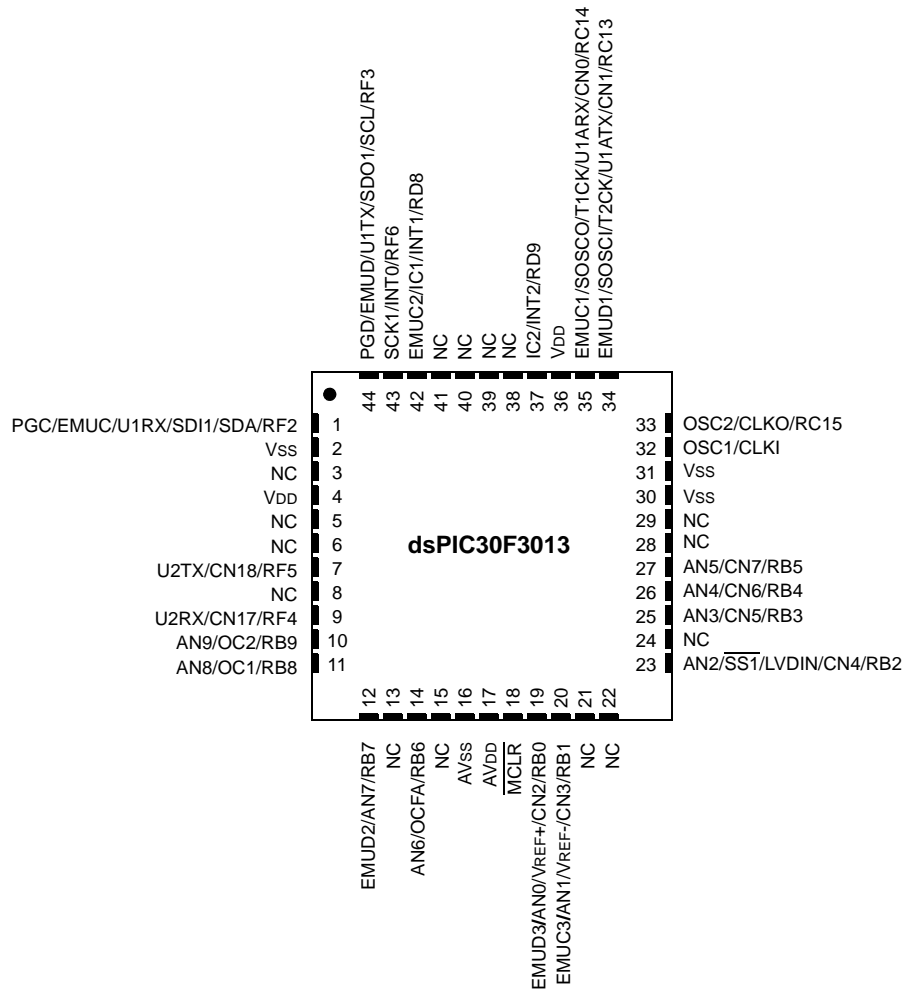 PGD/EMUD/U1TX/SDO1/SCL/RF3
SCK1/INT0/RF6
EMUC2/IC1/INT1/RD8
NC
NC
NC
NC
IC2/INT2/RD9
VDD
EMUC1/SOSCO/T1CK/U1ARX/CN0/RC14
EMUD1/SOSCI/T2CK/U1ATX/CN1/RC13
44 43 42 41 40 39 38 37 36 35 34
PGC/EMUC/U1RX/SDI1/SDA/RF2 1
VSS 2
NC 3
VDD 4
NC 5
NC 6
U2TX/CN18/RF5 7
NC 8
U2RX/CN17/RF4 9
AN9/OC2/RB9 10
AN8/OC1/RB8 11
dsPIC30F3013
33 OSC2/CLKO/RC15
32 OSC1/CLKI
31 VSS
30 VSS
29 NC
28 NC
27 AN5/CN7/RB5
26 AN4/CN6/RB4
25 AN3/CN5/RB3
24 NC
23 AN2/SS1/LVDIN/CN4/RB2
12 13 14 15 16 17 18 19 20 21 22
EMUD2/AN7/RB7
NC
AN6/OCFA/RB6
NC
AVSS
AVDD
MCLR
EMUD3/AN0/VREF+/CN2/RB0
EMUC3/AN1/VREF-/CN3/RB1
NC
NC